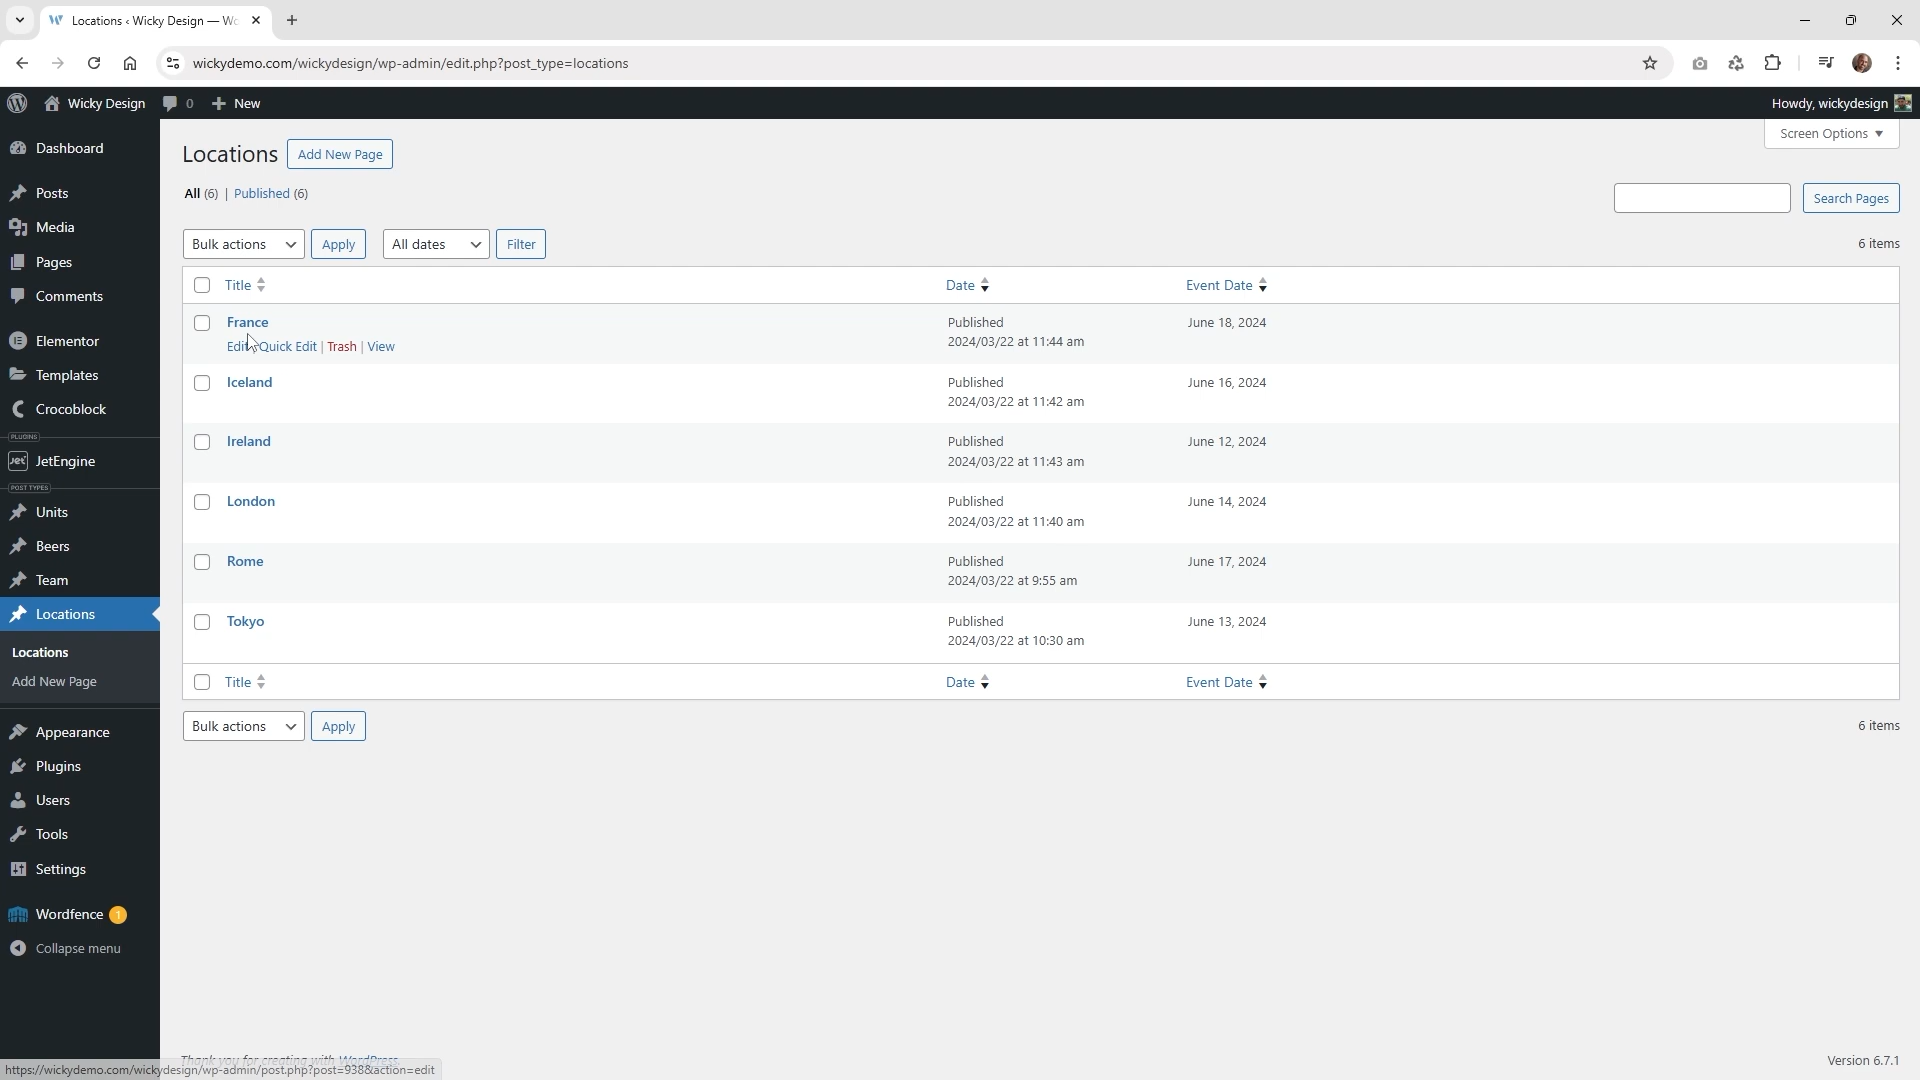 Locations ‹ Wicky Design — Wo
wickydemo.com/wickydesign/wp-admin/edit.php?post_type=locations
Wicky Design 0 New Howdy, wickydesign
Screen Options
Dashboard
Posts
Media
Pages
Comments
Elementor
Templates
Crocoblock
PLUGINS
Jet JetEngine
POST TYPES
Units
Beers
Team
Locations
Locations
Add New Page
Appearance
Plugins
Users
Tools
Settings
Wordfence 1
Collapse menu
Locations Add New Page
All (6) | Published (6)
Search Pages
Bulk actions Apply All dates Filter 6 items
Title Date Event Date
France Published June 18, 2024
Edit Quick Edit | Trash | View 2024/03/22 at 11:44 am
Iceland Published June 16, 2024
2024/03/22 at 11:42 am
Ireland Published June 12, 2024
2024/03/22 at 11:43 am
London Published June 14, 2024
2024/03/22 at 11:40 am
Rome Published June 17, 2024
2024/03/22 at 9:55 am
Tokyo Published June 13, 2024
2024/03/22 at 10:30 am
Title Date Event Date
Bulk actions Apply 6 items
Thank you for creating with WordPress. Version 6.7.1
https://wickydemo.com/wickydesign/wp-admin/post.php?post=938&action=edit